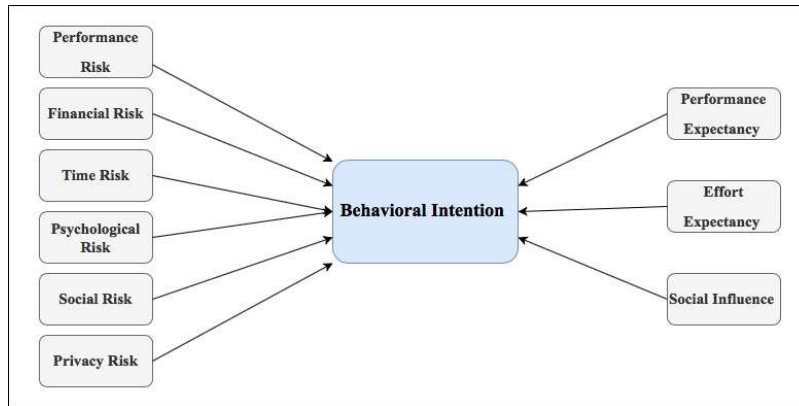 Performance
Risk
Financial Risk
Time Risk
Psychological
Risk
Social Risk
Privacy Risk
Behavioral Intention
Performance
Expectancy
Effort
Expectancy
Social Influence